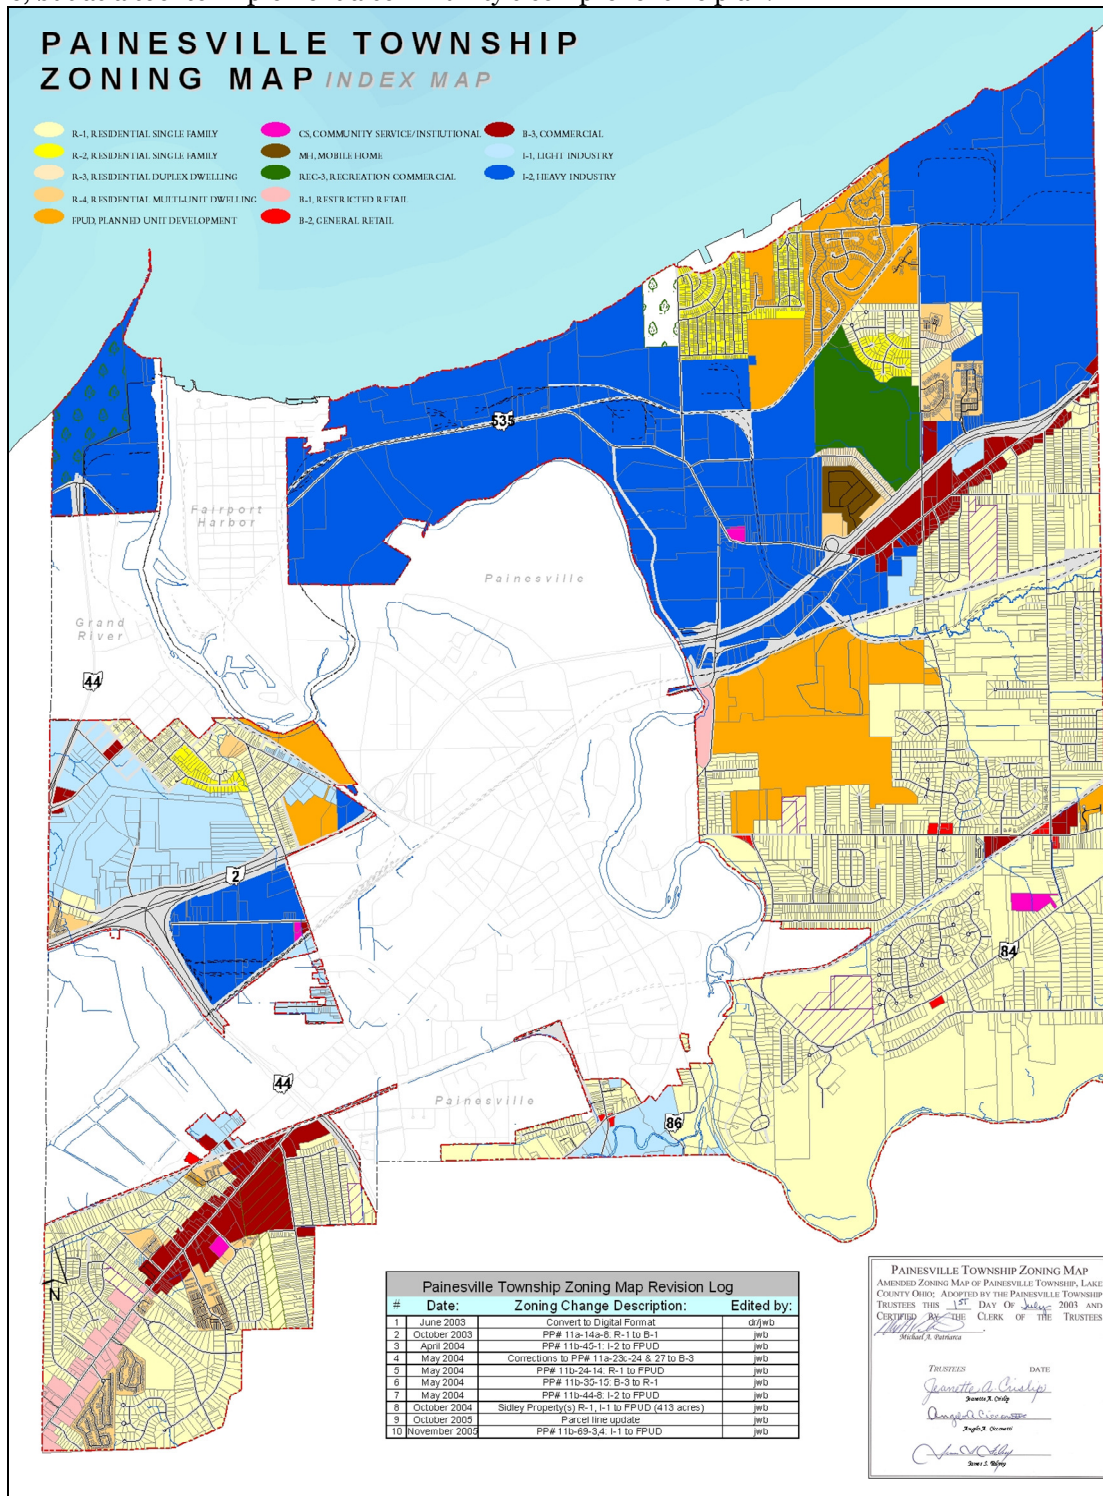 PAINESVILLE TOWNSHIP
ZONING MAP INDEX MAP
R-1, RESIDENTIAL SINGLE FAMILY
R-2, RESIDENTIAL SINGLE FAMILY
R-3, RESIDENTIAL DUPLEX DWELLING
R-4, RESIDENTIAL MULTI-UNIT DWELLING
FPUD, PLANNED UNIT DEVELOPMENT
CS, COMMUNITY SERVICE/INSTIUTIONAL
MH, MOBILE HOME
REC-3, RECREATION COMMERCIAL
B-1, RESTRICTED RETAIL
B-2, GENERAL RETAIL
B-3, COMMERCIAL
I-1, LIGHT INDUSTRY
I-2, HEAVY INDUSTRY
535
Fairport
Harbor
Painesville
Grand
River
44
2
84
44
Painesville
86
N
Painesville Township Zoning Map Revision Log
# Date: Zoning Change Description: Edited by:
1 June 2003 Convert to Digital Format dr/jwb
2 October 2003 PP# 11a-14a-8: R-1 to B-1 jwb
3 April 2004 PP# 11b-45-1: I-2 to FPUD jwb
4 May 2004 Corrections to PP# 11a-23c-24 & 27 to B-3 jwb
5 May 2004 PP# 11b-24-14: R-1 to FPUD jwb
6 May 2004 PP# 11b-35-15: B-3 to R-1 jwb
7 May 2004 PP# 11b-44-8: I-2 to FPUD jwb
8 October 2004 Sidley Property(s) R-1, I-1 to FPUD (413 acres) jwb
9 October 2005 Parcel line update jwb
10 November 2005 PP# 11b-69-3,4: I-1 to FPUD jwb
PAINESVILLE TOWNSHIP ZONING MAP
AMENDED ZONING MAP OF PAINESVILLE TOWNSHIP, LAKE
COUNTY OHIO; ADOPTED BY THE PAINESVILLE TOWNSHIP
TRUSTEES THIS 1ST DAY OF July 2003 AND
CERTIFIED BY THE CLERK OF THE TRUSTEES
Michael A. Patriarca
TRUSTEES DATE
Jeanette A. Crislip
Jeanette A. Crislip